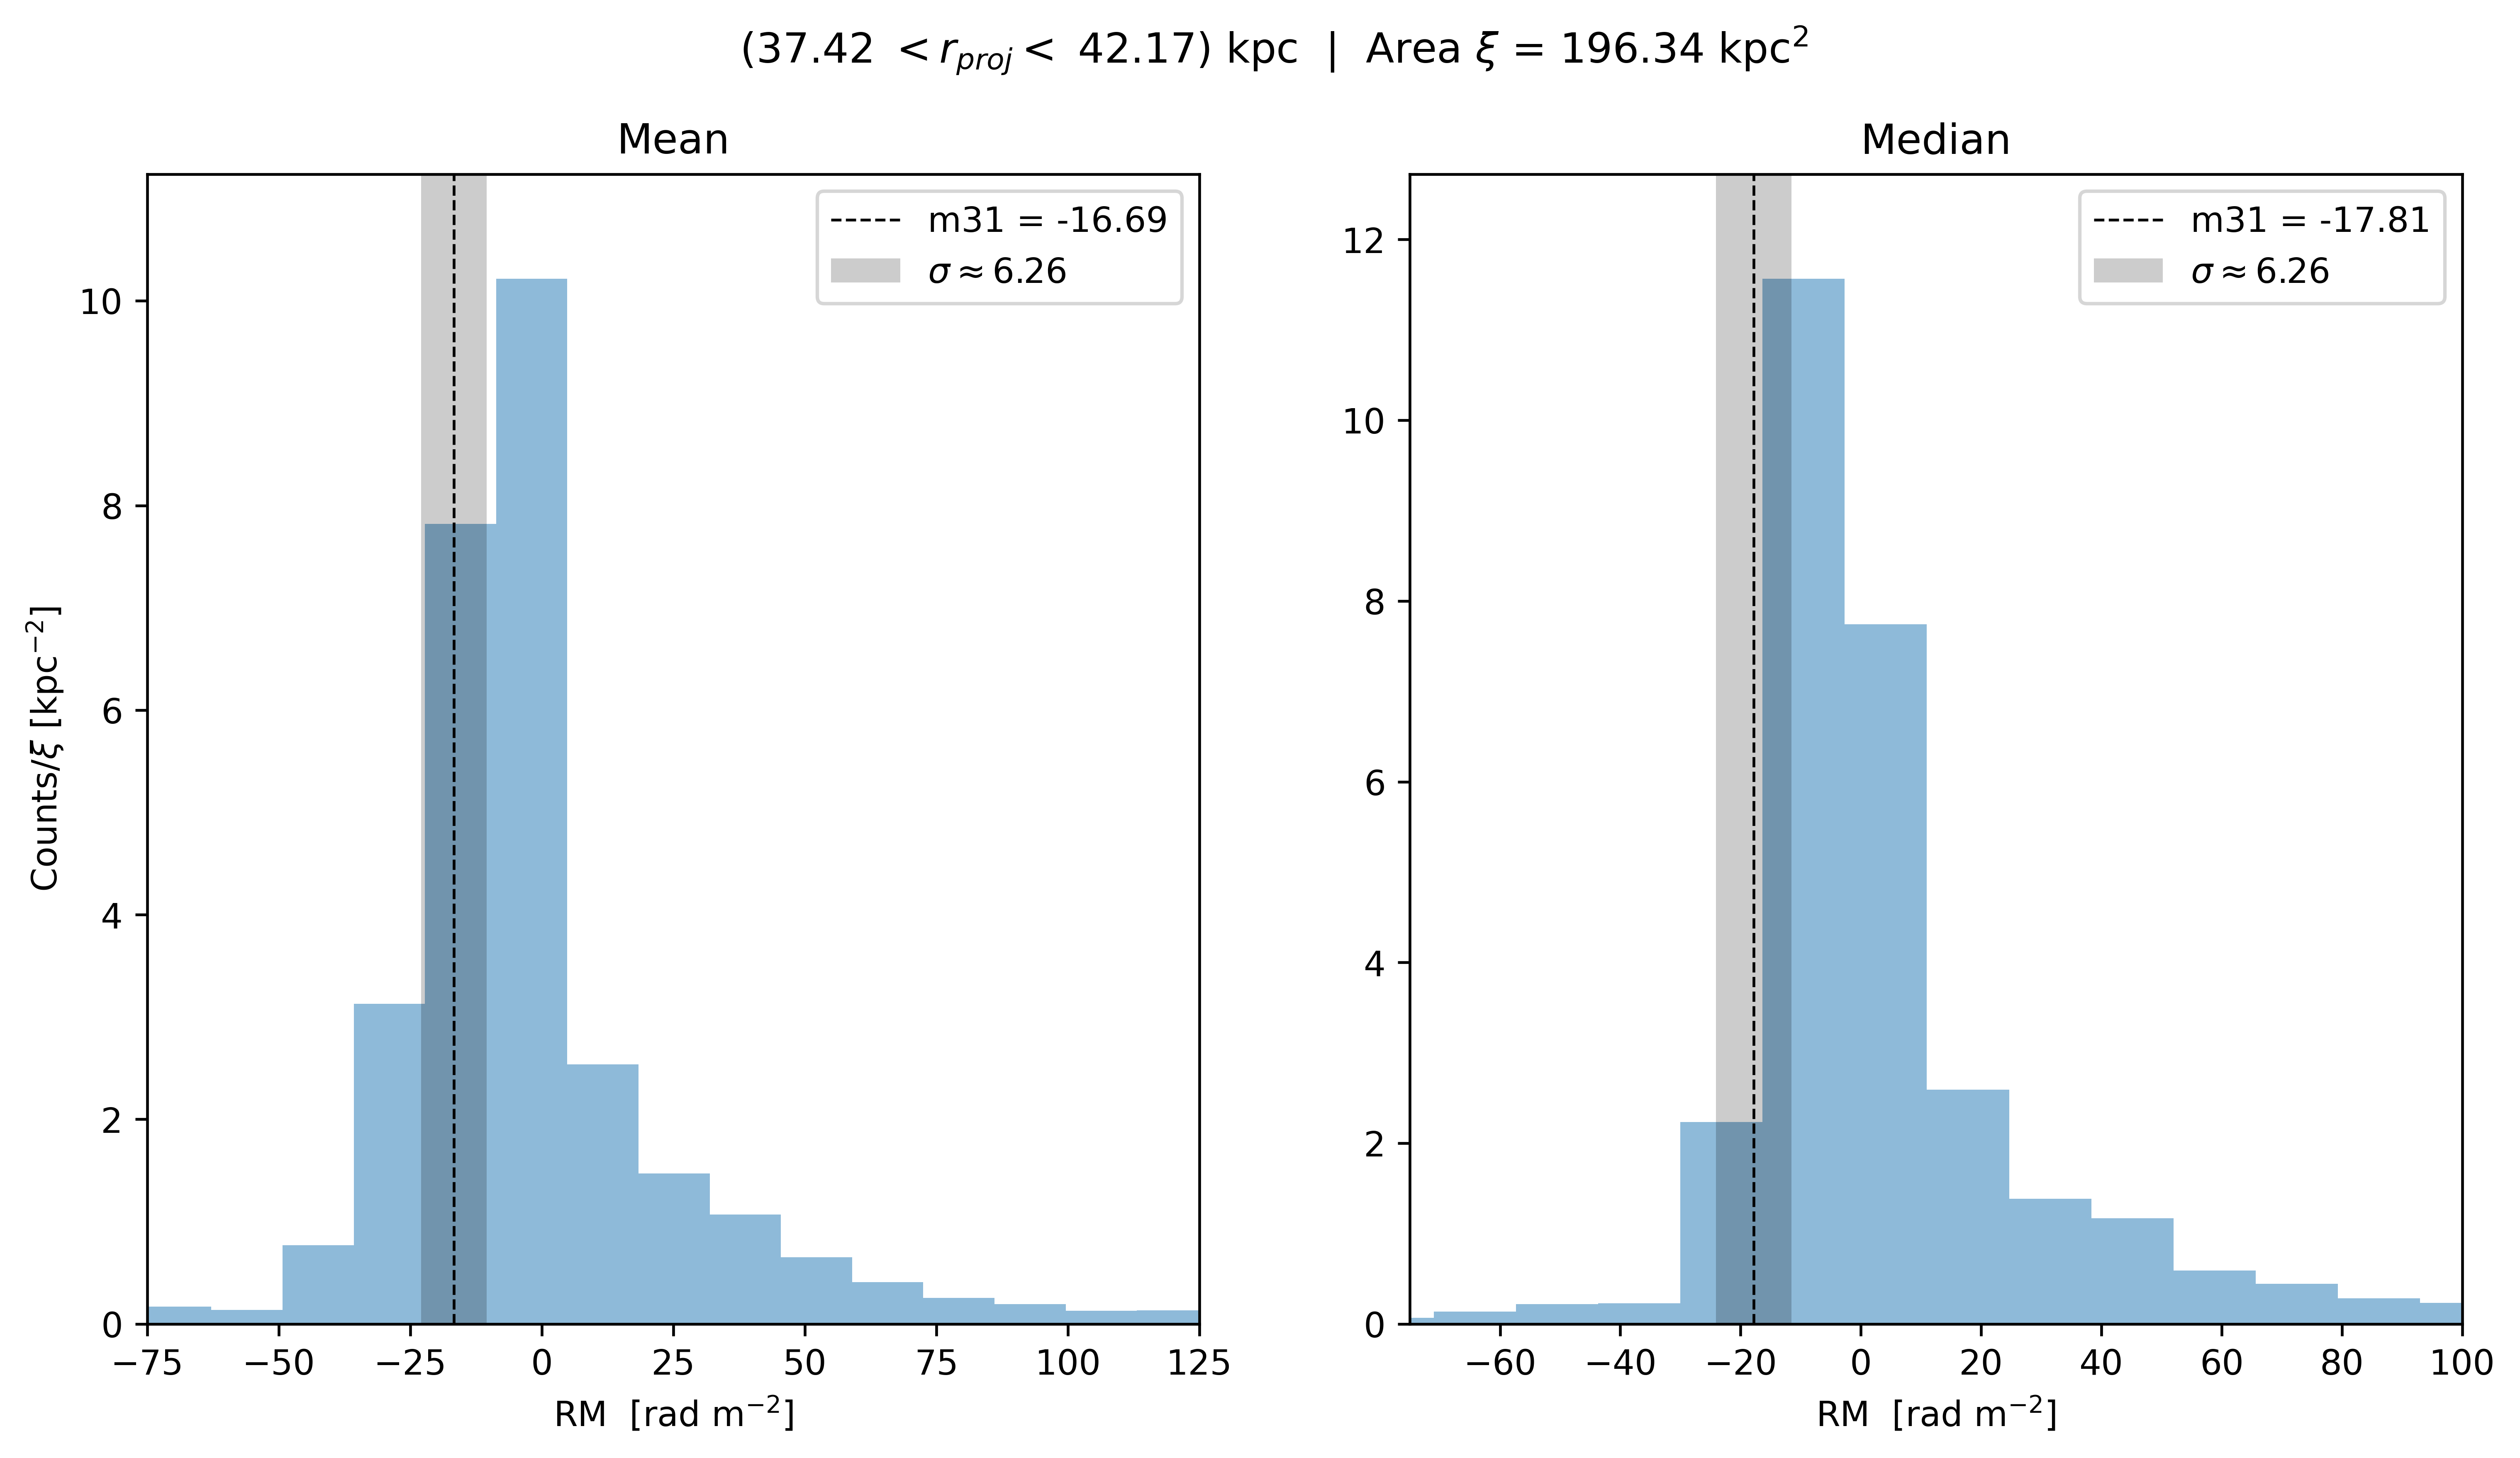 (37.42 < r_proj < 42.17) kpc | Area ξ = 196.34 kpc²
Mean
m31 = -16.69
σ ≈ 6.26
Counts/ξ [kpc⁻²]
10
8
6
4
2
0
−75 −50 −25 0 25 50 75 100 125
RM [rad m⁻²]
Median
m31 = -17.81
σ ≈ 6.26
12
10
8
6
4
2
0
−60 −40 −20 0 20 40 60 80 100
RM [rad m⁻²]